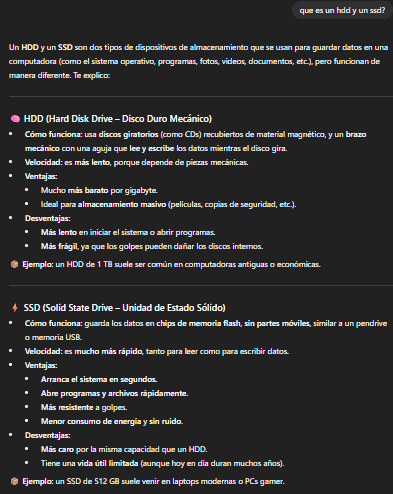 que es un hdd y un ssd?
Un HDD y un SSD son dos tipos de dispositivos de almacenamiento que se usan para guardar datos en una
computadora (como el sistema operativo, programas, fotos, videos, documentos, etc.), pero funcionan de
manera diferente. Te explico:
HDD (Hard Disk Drive – Disco Duro Mecánico)
• Cómo funciona: usa discos giratorios (como CDs) recubiertos de material magnético, y un brazo
mecánico con una aguja que lee y escribe los datos mientras el disco gira.
• Velocidad: es más lento, porque depende de piezas mecánicas.
• Ventajas:
• Mucho más barato por gigabyte.
• Ideal para almacenamiento masivo (películas, copias de seguridad, etc.).
• Desventajas:
• Más lento en iniciar el sistema o abrir programas.
• Más frágil, ya que los golpes pueden dañar los discos internos.
Ejemplo: un HDD de 1 TB suele ser común en computadoras antiguas o económicas.
SSD (Solid State Drive – Unidad de Estado Sólido)
• Cómo funciona: guarda los datos en chips de memoria flash, sin partes móviles, similar a un pendrive
o memoria USB.
• Velocidad: es mucho más rápido, tanto para leer como para escribir datos.
• Ventajas:
• Arranca el sistema en segundos.
• Abre programas y archivos rápidamente.
• Más resistente a golpes.
• Menor consumo de energía y sin ruido.
• Desventajas:
• Más caro por la misma capacidad que un HDD.
• Tiene una vida útil limitada (aunque hoy en día duran muchos años).
Ejemplo: un SSD de 512 GB suele venir en laptops modernas o PCs gamer.